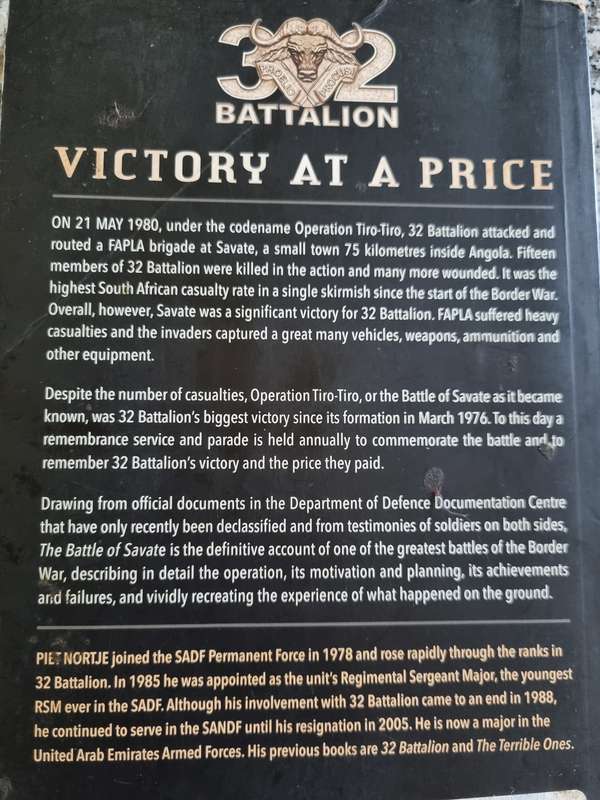 32
PROELIO PROCUSI
BATTALION
VICTORY AT A PRICE
ON 21 MAY 1980, under the codename Operation Tiro-Tiro, 32 Battalion attacked and
routed a FAPLA brigade at Savate, a small town 75 kilometres inside Angola. Fifteen
members of 32 Battalion were killed in the action and many more wounded. It was the
highest South African casualty rate in a single skirmish since the start of the Border War.
Overall, however, Savate was a significant victory for 32 Battalion. FAPLA suffered heavy
casualties and the invaders captured a great many vehicles, weapons, ammunition and
other equipment.
Despite the number of casualties, Operation Tiro-Tiro, or the Battle of Savate as it became
known, was 32 Battalion's biggest victory since its formation in March 1976. To this day a
remembrance service and parade is held annually to commemorate the battle and to
remember 32 Battalion's victory and the price they paid.
Drawing from official documents in the Department of Defence Documentation Centre
that have only recently been declassified and from testimonies of soldiers on both sides,
The Battle of Savate is the definitive account of one of the greatest battles of the Border
War, describing in detail the operation, its motivation and planning, its achievements
and failures, and vividly recreating the experience of what happened on the ground.
PIET NORTJE joined the SADF Permanent Force in 1978 and rose rapidly through the ranks in
32 Battalion. In 1985 he was appointed as the unit's Regimental Sergeant Major, the youngest
RSM ever in the SADF. Although his involvement with 32 Battalion came to an end in 1988,
he continued to serve in the SANDF until his resignation in 2005. He is now a major in the
United Arab Emirates Armed Forces. His previous books are 32 Battalion and The Terrible Ones.